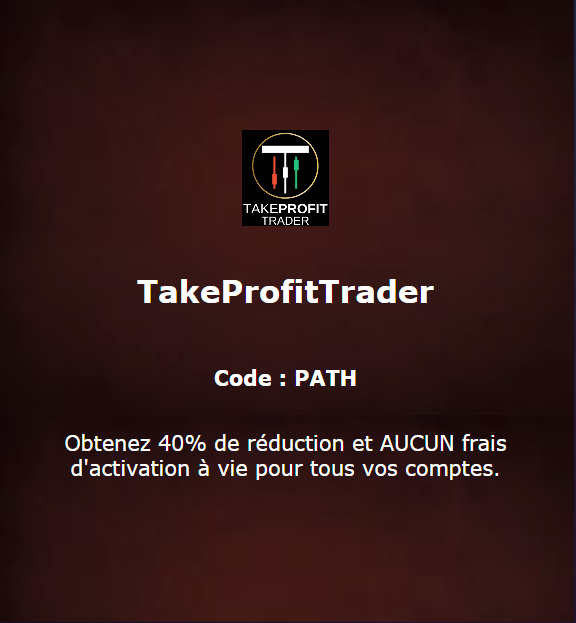 TAKEPROFIT
TRADER
TakeProfitTrader
Code : PATH
Obtenez 40% de réduction et AUCUN frais
d'activation à vie pour tous vos comptes.